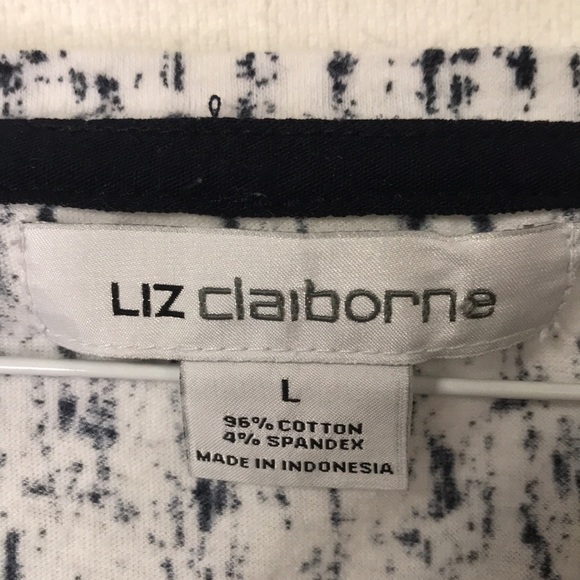 LIZ claiborne
L
96% COTTON
4% SPANDEX
MADE IN INDONESIA